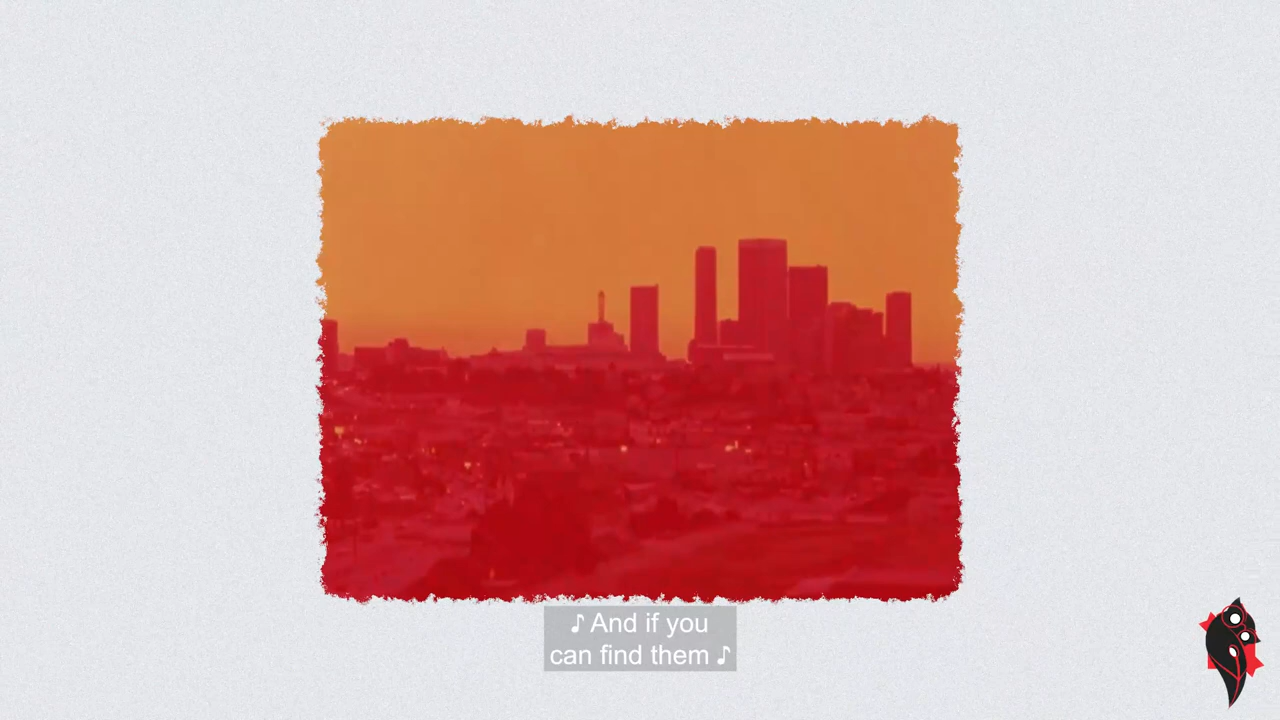 ♪ And if you
can find them ♪